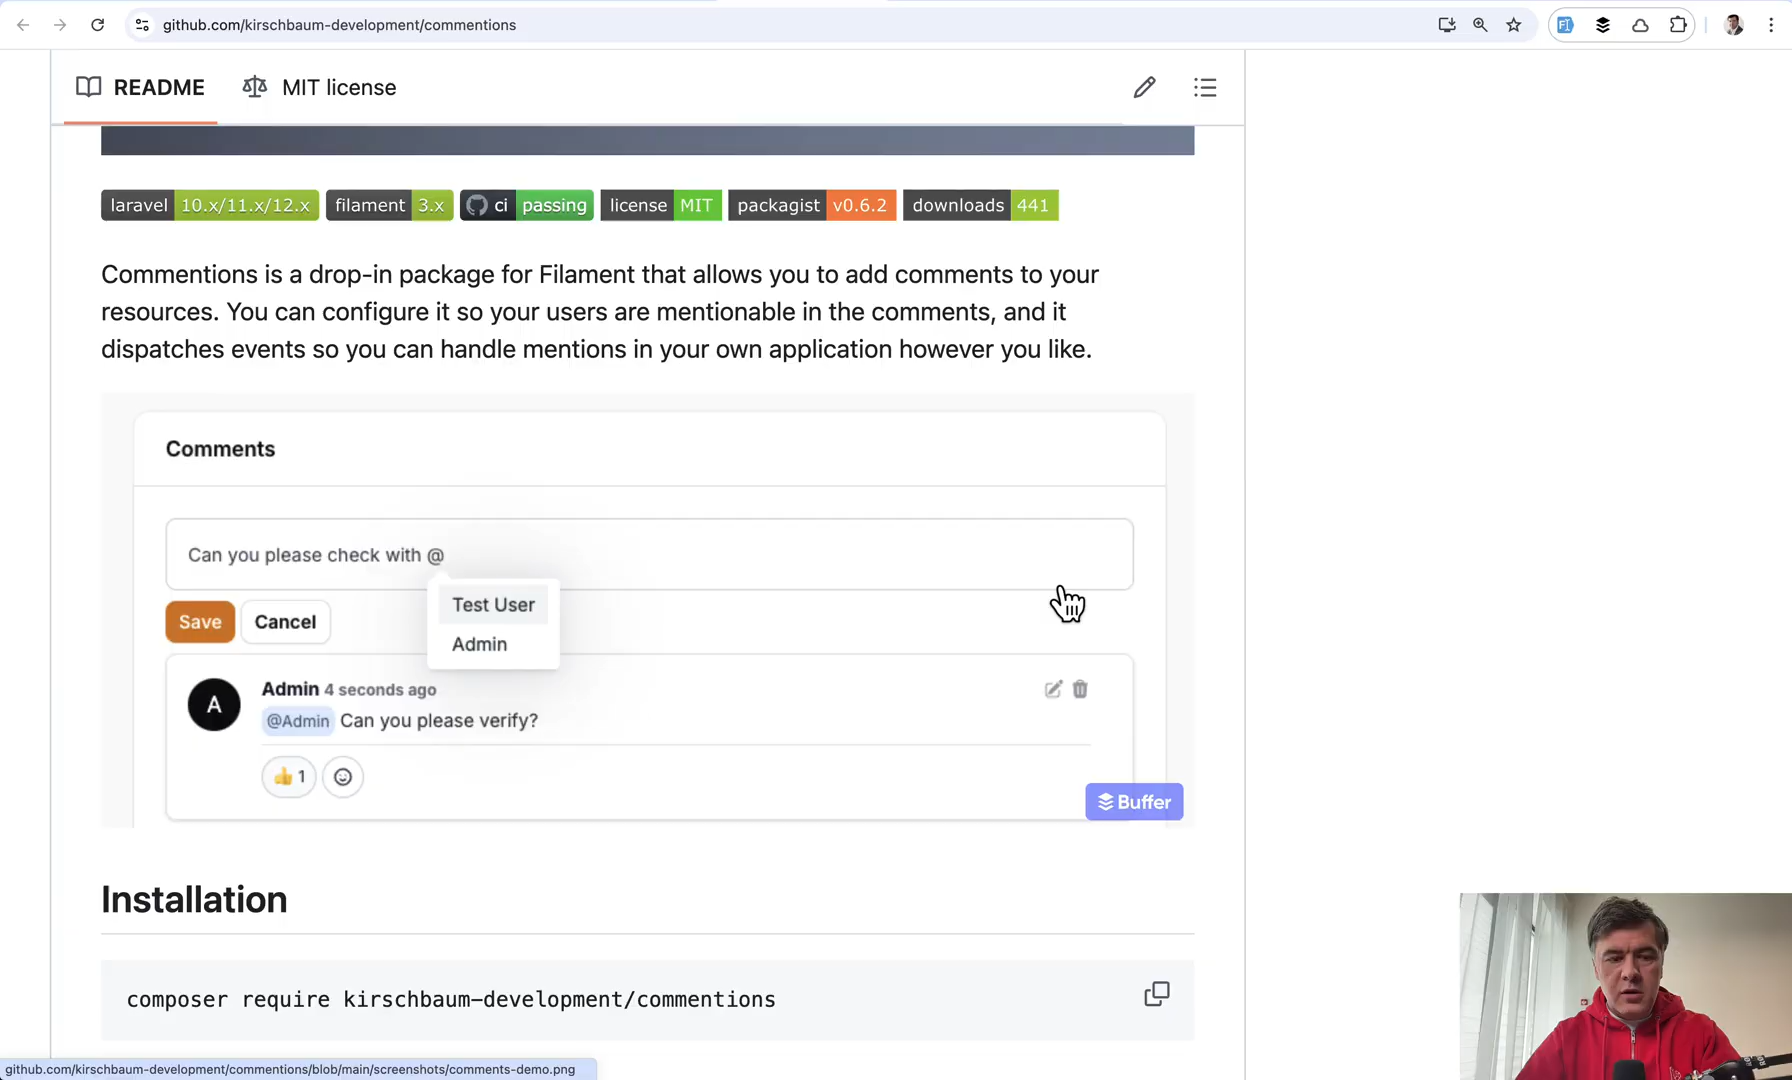 github.com/kirschbaum-development/commentions
README
MIT license
laravel 10.x/11.x/12.x filament 3.x ci passing license MIT packagist v0.6.2 downloads 441
Commentions is a drop-in package for Filament that allows you to add comments to your
resources. You can configure it so your users are mentionable in the comments, and it
dispatches events so you can handle mentions in your own application however you like.
Comments
Can you please check with @
Test User
Admin
Save Cancel
Admin 4 seconds ago
A
@Admin Can you please verify?
👍 1
Buffer
Installation
composer require kirschbaum-development/commentions
github.com/kirschbaum-development/commentions/blob/main/screenshots/comments-demo.png